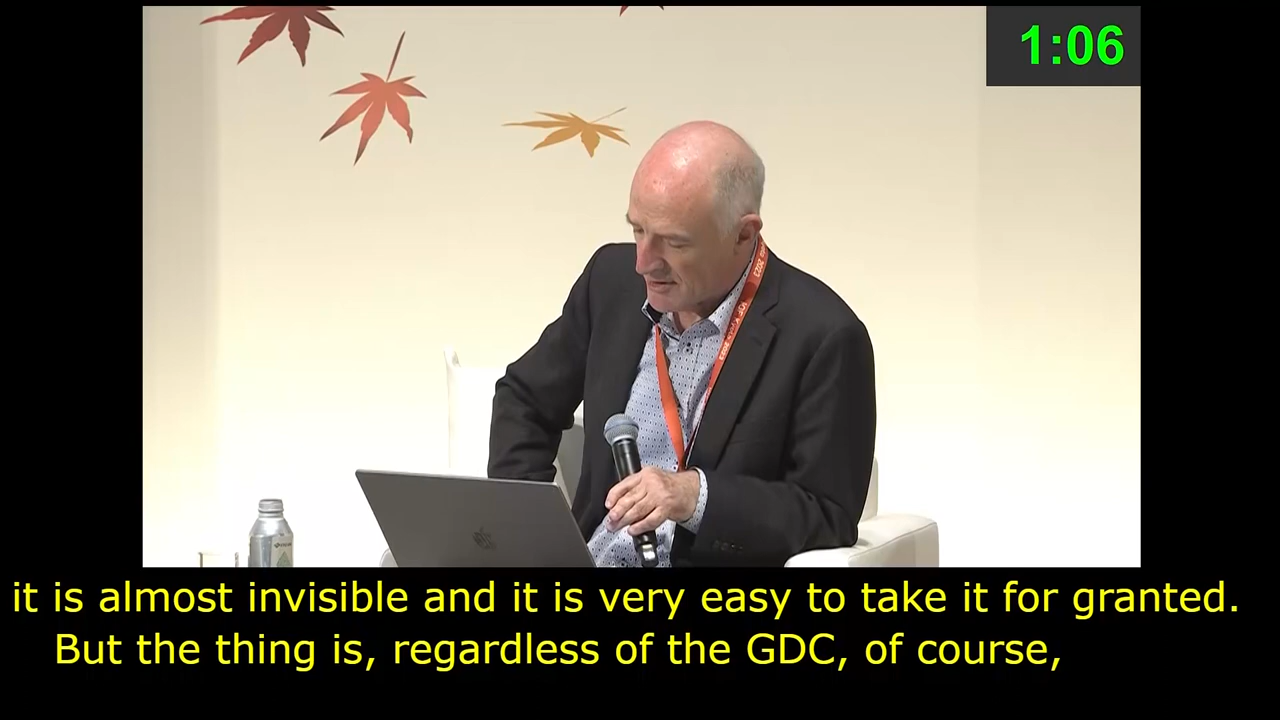 1:06
it is almost invisible and it is very easy to take it for granted.
But the thing is, regardless of the GDC, of course,